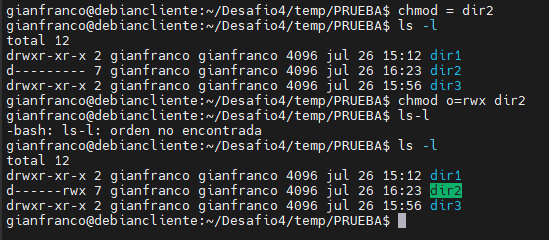 gianfranco@debiancliente:~/Desafio4/temp/PRUEBA$ chmod = dir2
gianfranco@debiancliente:~/Desafio4/temp/PRUEBA$ ls -l
total 12
drwxr-xr-x 2 gianfranco gianfranco 4096 jul 26 15:12 dir1
d--------- 7 gianfranco gianfranco 4096 jul 26 16:23 dir2
drwxr-xr-x 2 gianfranco gianfranco 4096 jul 26 15:56 dir3
gianfranco@debiancliente:~/Desafio4/temp/PRUEBA$ chmod o=rwx dir2
gianfranco@debiancliente:~/Desafio4/temp/PRUEBA$ ls-l
-bash: ls-l: orden no encontrada
gianfranco@debiancliente:~/Desafio4/temp/PRUEBA$ ls -l
total 12
drwxr-xr-x 2 gianfranco gianfranco 4096 jul 26 15:12 dir1
d------rwx 7 gianfranco gianfranco 4096 jul 26 16:23 dir2
drwxr-xr-x 2 gianfranco gianfranco 4096 jul 26 15:56 dir3
gianfranco@debiancliente:~/Desafio4/temp/PRUEBA$